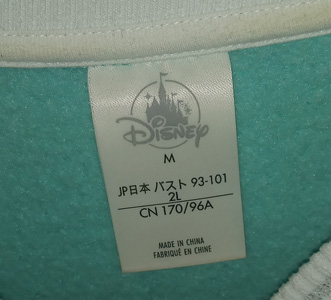 Disney
M
JP日本 バスト 93-101
2L
CN 170/96A
MADE IN CHINA
FABRIQUÉ EN CHINE